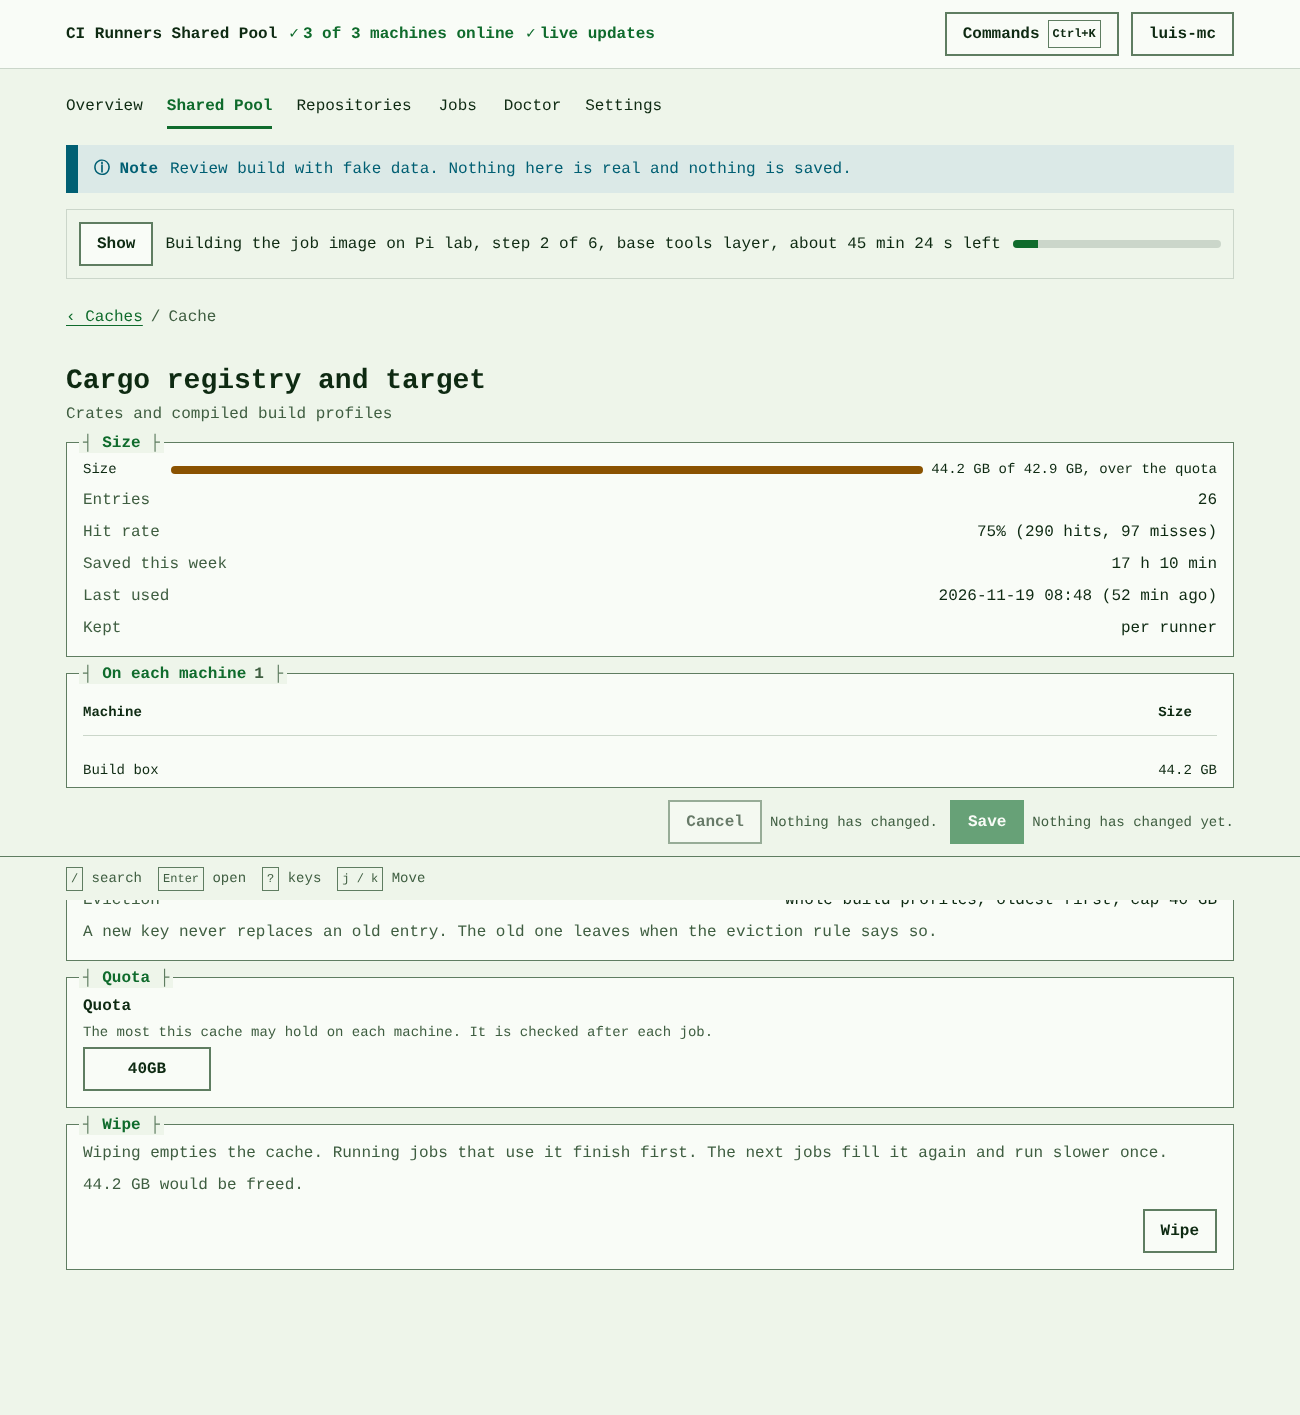 CI Runners Shared Pool ✓ 3 of 3 machines online ✓ live updates Commands Ctrl+K luis-mc
Overview Shared Pool Repositories Jobs Doctor Settings
ⓘ Note Review build with fake data. Nothing here is real and nothing is saved.
Show Building the job image on Pi lab, step 2 of 6, base tools layer, about 45 min 24 s left
‹ Caches / Cache
Cargo registry and target
Crates and compiled build profiles
Size
Size 44.2 GB of 42.9 GB, over the quota
Entries 26
Hit rate 75% (290 hits, 97 misses)
Saved this week 17 h 10 min
Last used 2026-11-19 08:48 (52 min ago)
Kept per runner
On each machine 1
Machine Size
Build box 44.2 GB
Cancel Nothing has changed. Save Nothing has changed yet.
/ search Enter open ? keys j / k Move
Eviction whole build profiles, oldest first, cap 40 GB
A new key never replaces an old entry. The old one leaves when the eviction rule says so.
Quota
Quota
The most this cache may hold on each machine. It is checked after each job.
40GB
Wipe
Wiping empties the cache. Running jobs that use it finish first. The next jobs fill it again and run slower once.
44.2 GB would be freed.
Wipe